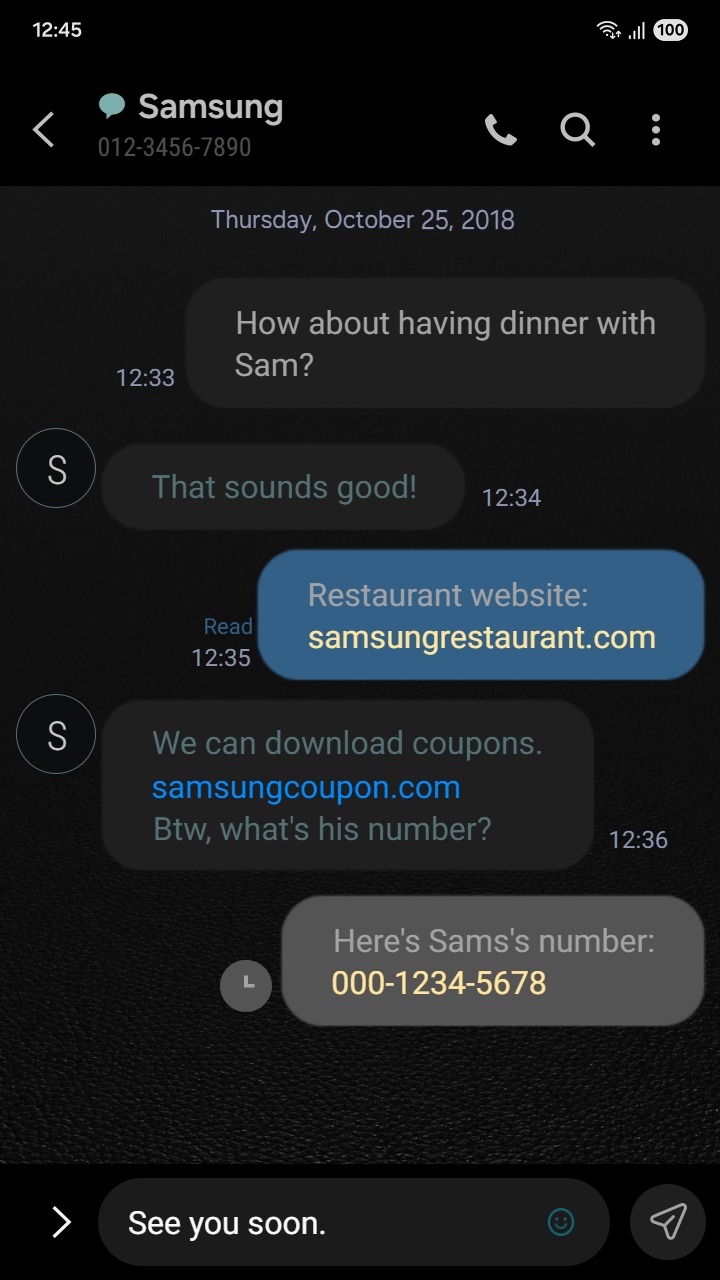 12:45
100
Samsung
012-3456-7890
Thursday, October 25, 2018
How about having dinner with
Sam?
12:33
S
That sounds good!
12:34
Restaurant website:
samsungrestaurant.com
Read
12:35
S
We can download coupons.
samsungcoupon.com
Btw, what's his number?
12:36
Here's Sams's number:
000-1234-5678
See you soon.